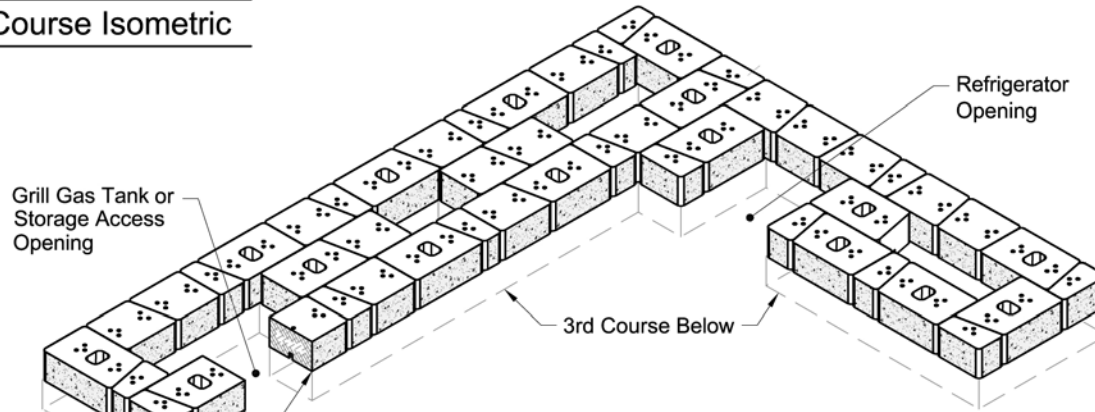 Course Isometric
Refrigerator
Opening
Grill Gas Tank or
Storage Access
Opening
3rd Course Below